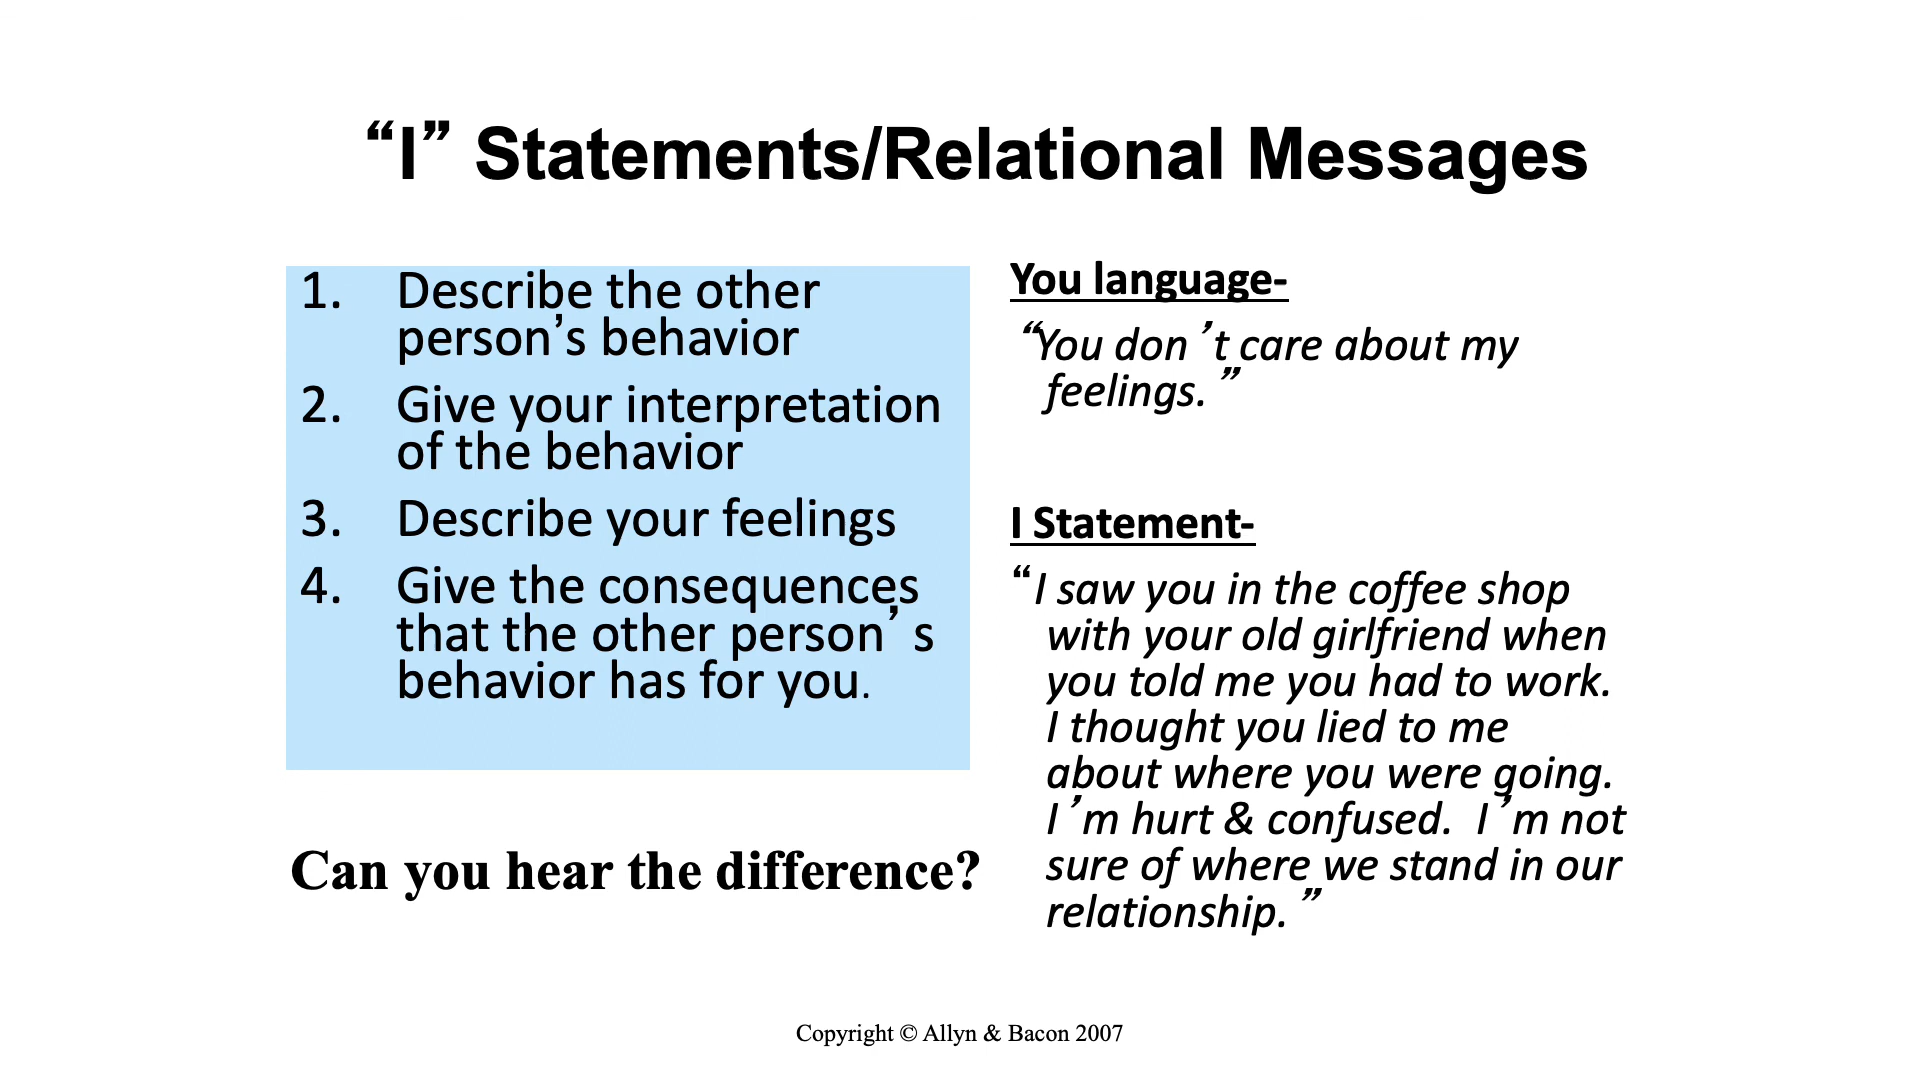 “I” Statements/Relational Messages
1. Describe the other
person’s behavior
2. Give your interpretation
of the behavior
3. Describe your feelings
4. Give the consequences
that the other person’s
behavior has for you.
Can you hear the difference?
You language-
“You don’t care about my
feelings.”
I Statement-
“I saw you in the coffee shop
with your old girlfriend when
you told me you had to work.
I thought you lied to me
about where you were going.
I’m hurt & confused. I’m not
sure of where we stand in our
relationship.”
Copyright © Allyn & Bacon 2007